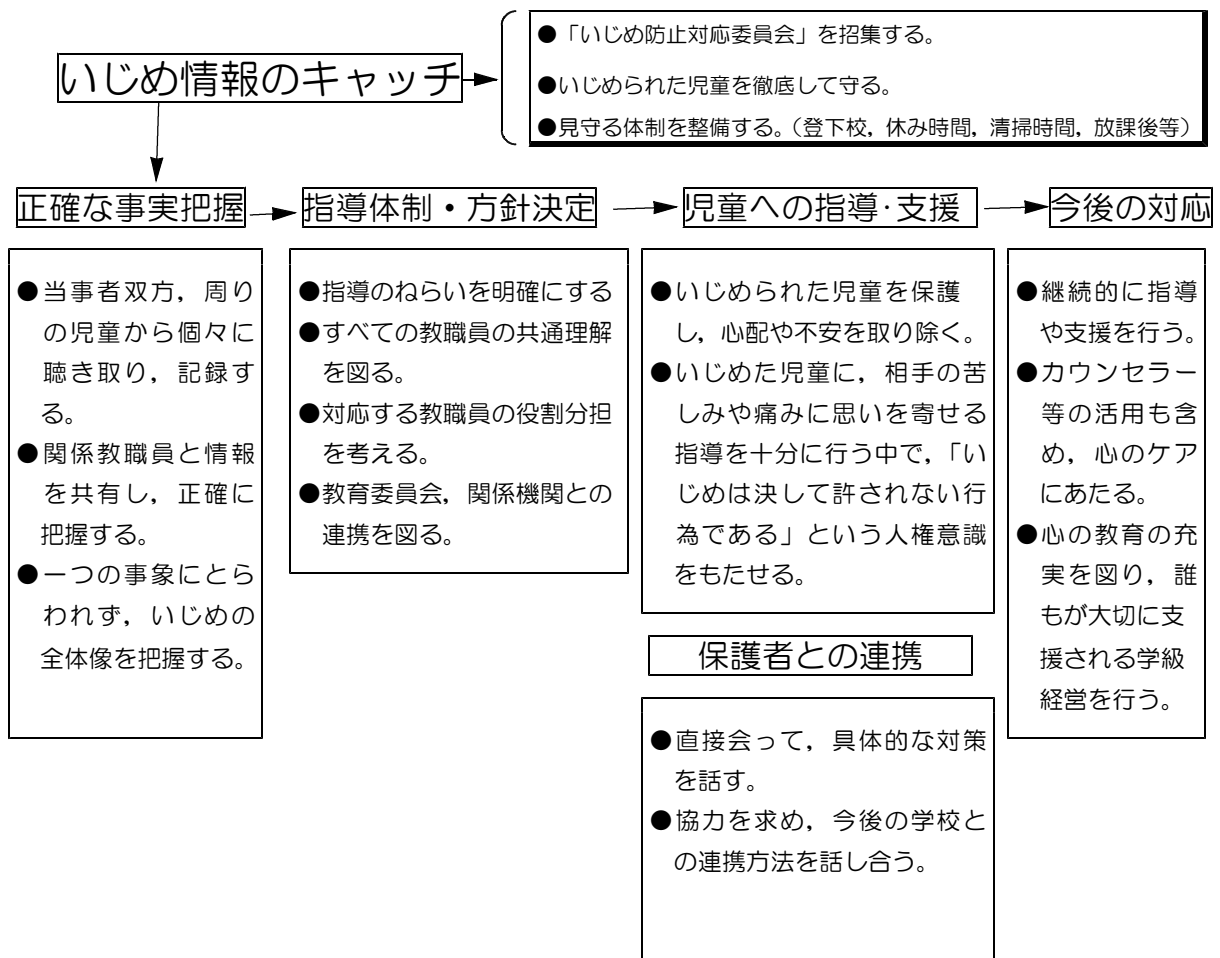 いじめ情報のキャッチ
●「いじめ防止対応委員会」を招集する。
●いじめられた児童を徹底して守る。
●見守る体制を整備する。（登下校，休み時間，清掃時間，放課後等）
正確な事実把握
●当事者双方，周り
の児童から個々に
聴き取り，記録す
る。
●関係教職員と情報
を共有し，正確に
把握する。
●一つの事象にとら
われず，いじめの
全体像を把握する。
指導体制・方針決定
●指導のねらいを明確にする
●すべての教職員の共通理解
を図る。
●対応する教職員の役割分担
を考える。
●教育委員会，関係機関との
連携を図る。
児童への指導・支援
●いじめられた児童を保護
し，心配や不安を取り除く。
●いじめた児童に，相手の苦
しみや痛みに思いを寄せる
指導を十分に行う中で，「い
じめは決して許されない行
為である」という人権意識
をもたせる。
保護者との連携
●直接会って，具体的な対策
を話す。
●協力を求め，今後の学校と
の連携方法を話し合う。
今後の対応
●継続的に指導
や支援を行う。
●カウンセラー
等の活用も含
め，心のケア
にあたる。
●心の教育の充
実を図り，誰
もが大切に支
援される学級
経営を行う。